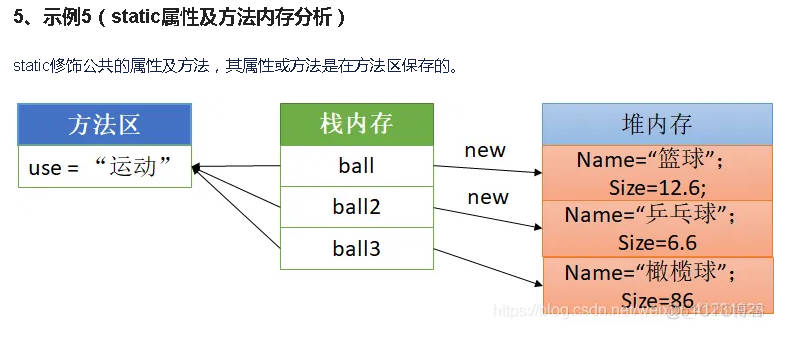 5、示例5（static属性及方法内存分析）
static修饰公共的属性及方法，其属性或方法是在方法区保存的。
方法区
use = “运动”
栈内存
ball
ball2
ball3
new
new
堆内存
Name=“篮球”；
Size=12.6;
Name=“乒乓球”；
Size=6.6
Name=“橄榄球”；
Size=86